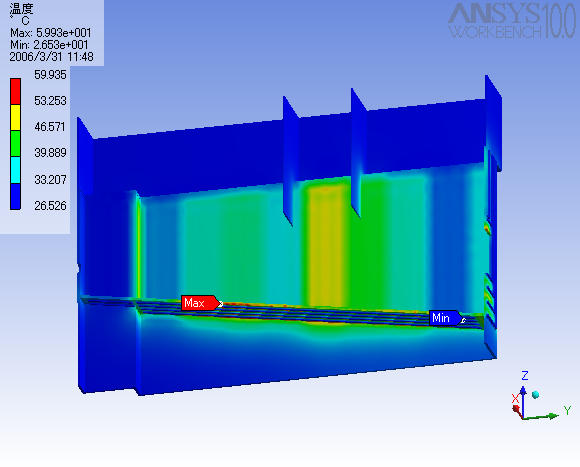 温度
° C
Max: 5.993e+001
Min: 2.653e+001
2006/3/31 11:48
ANSYS 10.0
WORKBENCH
59.935
53.253
46.571
39.889
33.207
26.526
Max
Min
Z
X
Y